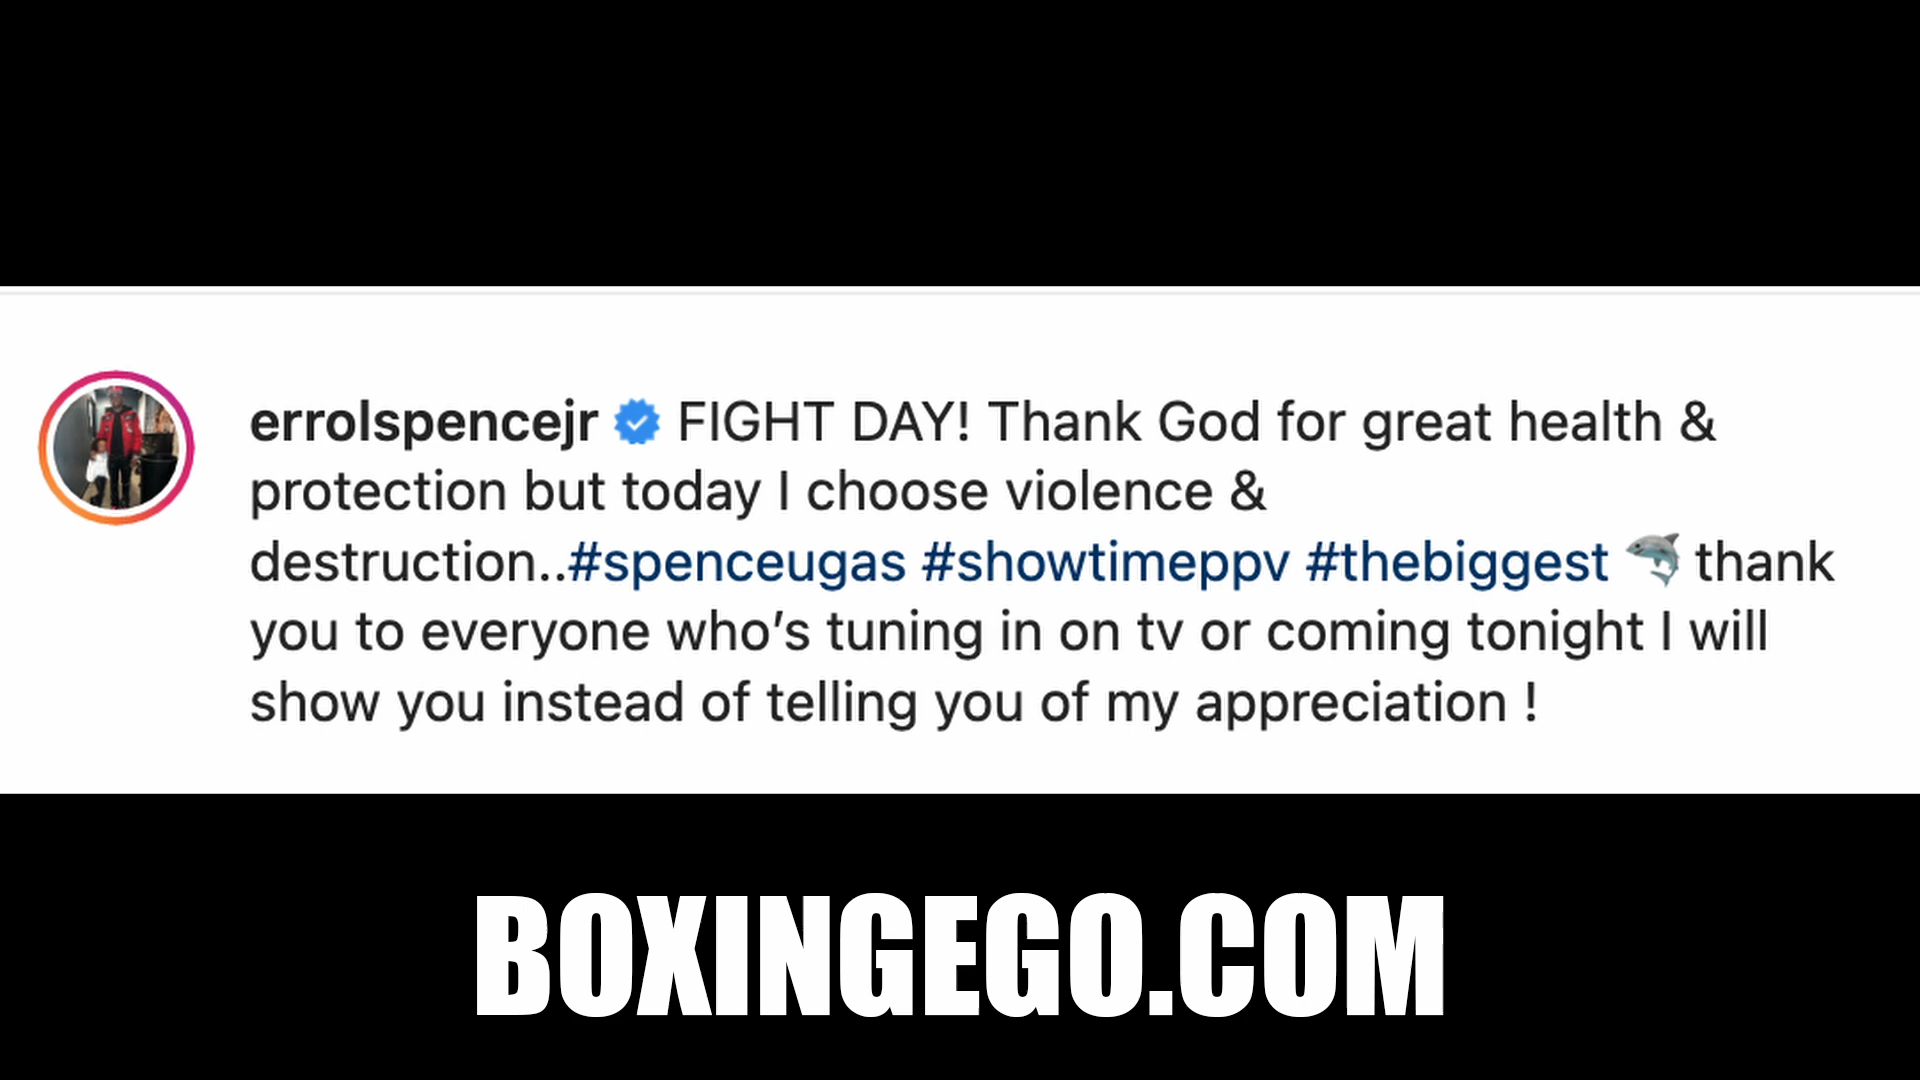 errolspencejr FIGHT DAY! Thank God for great health &
protection but today I choose violence &
destruction..#spenceugas #showtimeppv #thebiggest 🦈 thank
you to everyone who’s tuning in on tv or coming tonight I will
show you instead of telling you of my appreciation !
BOXINGEGO.COM